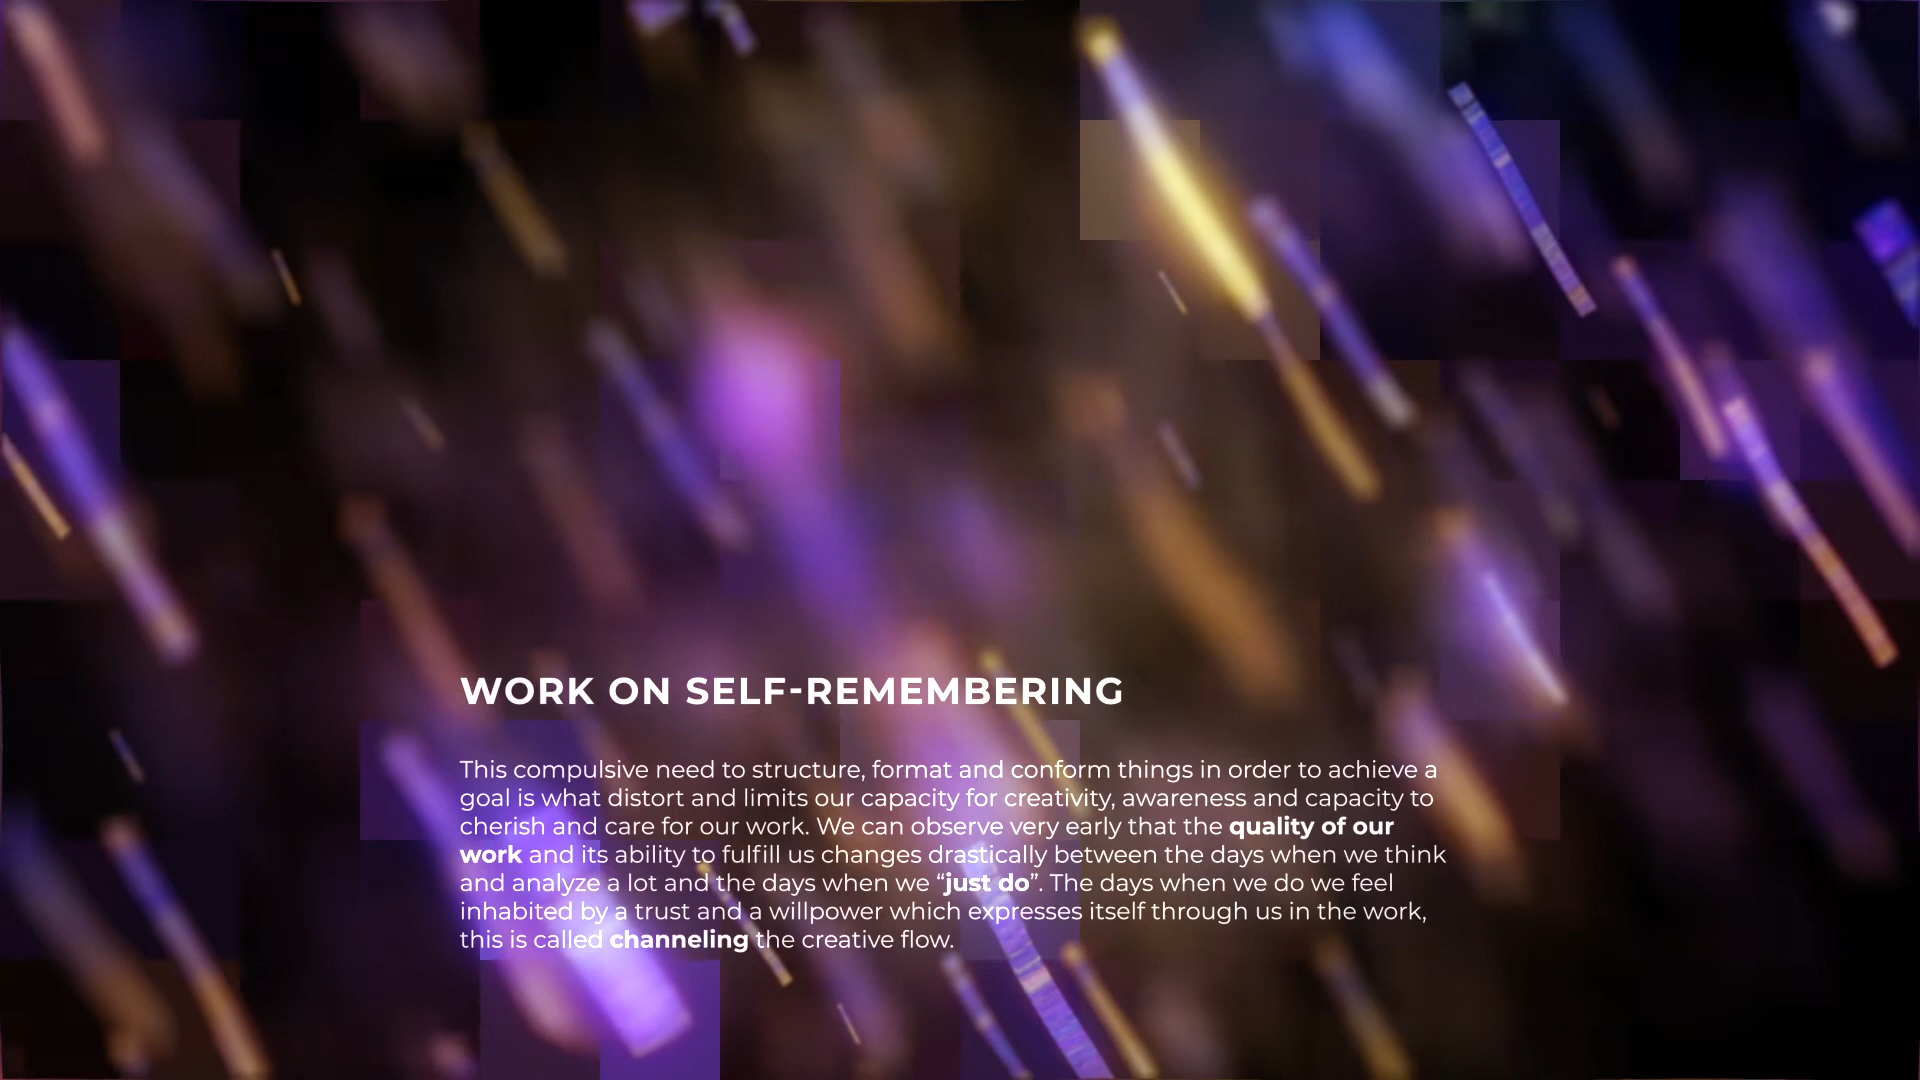 WORK ON SELF-REMEMBERING
This compulsive need to structure, format and conform things in order to achieve a
goal is what distort and limits our capacity for creativity, awareness and capacity to
cherish and care for our work. We can observe very early that the quality of our
work and its ability to fulfill us changes drastically between the days when we think
and analyze a lot and the days when we “just do”. The days when we do we feel
inhabited by a trust and a willpower which expresses itself through us in the work,
this is called channeling the creative flow.